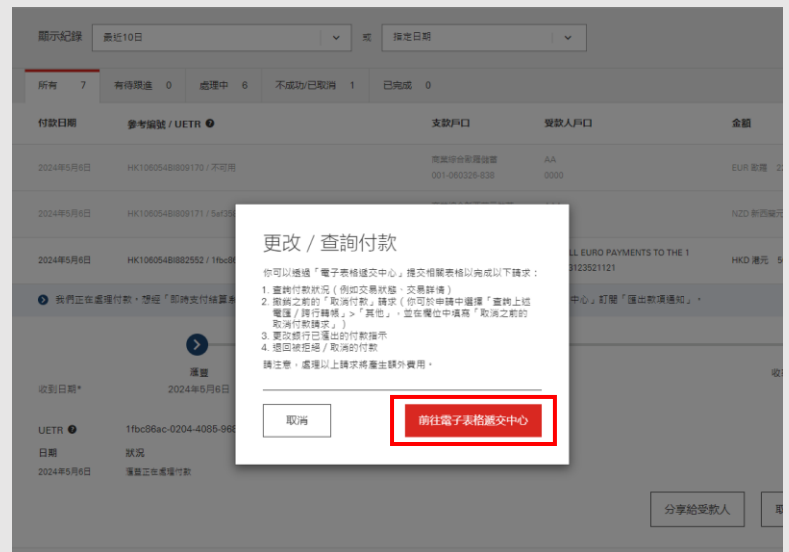 顯示紀錄 最近10日 或 指定日期
所有 7 有待跟進 0 處理中 6 不成功/已取消 1 已完成 0
付款日期 參考編號 / UETR 支款戶口 受款人戶口 金額
2024年5月6日 HK106054BI809170 / 不可用 商業綜合歐羅儲蓄 AA EUR 歐羅
001-060326-838 0000
2024年5月6日 HK106054BI809171 / NZD 新西蘭元
2024年5月6日 HK106054BI882552 / LL EURO PAYMENTS TO THE 1 HKD 港元
3123521121
我們正在處理付款。想經「即時支付結算 中心」訂閱「匯出款項通知」。
更改 / 查詢付款
你可以透過「電子表格遞交中心」提交相關表格以完成以下請求：
1. 查詢付款狀況（例如交易狀態、交易詳情）
2. 撤銷之前的「取消付款」請求（你可於申請中選擇「查詢上述
電匯 / 跨行轉帳」>「其他」，並在欄位中填寫「取消之前的
取消付款請求」）
3. 更改銀行已匯出的付款指示
4. 退回被拒絕 / 取消的付款
請注意，處理以上請求將產生額外費用。
取消 前往電子表格遞交中心
滙豐
收到日期* 2024年5月6日
UETR 1fbc86ac-0204-4085-968
日期 狀況
2024年5月6日 滙豐正在處理付款
分享給受款人